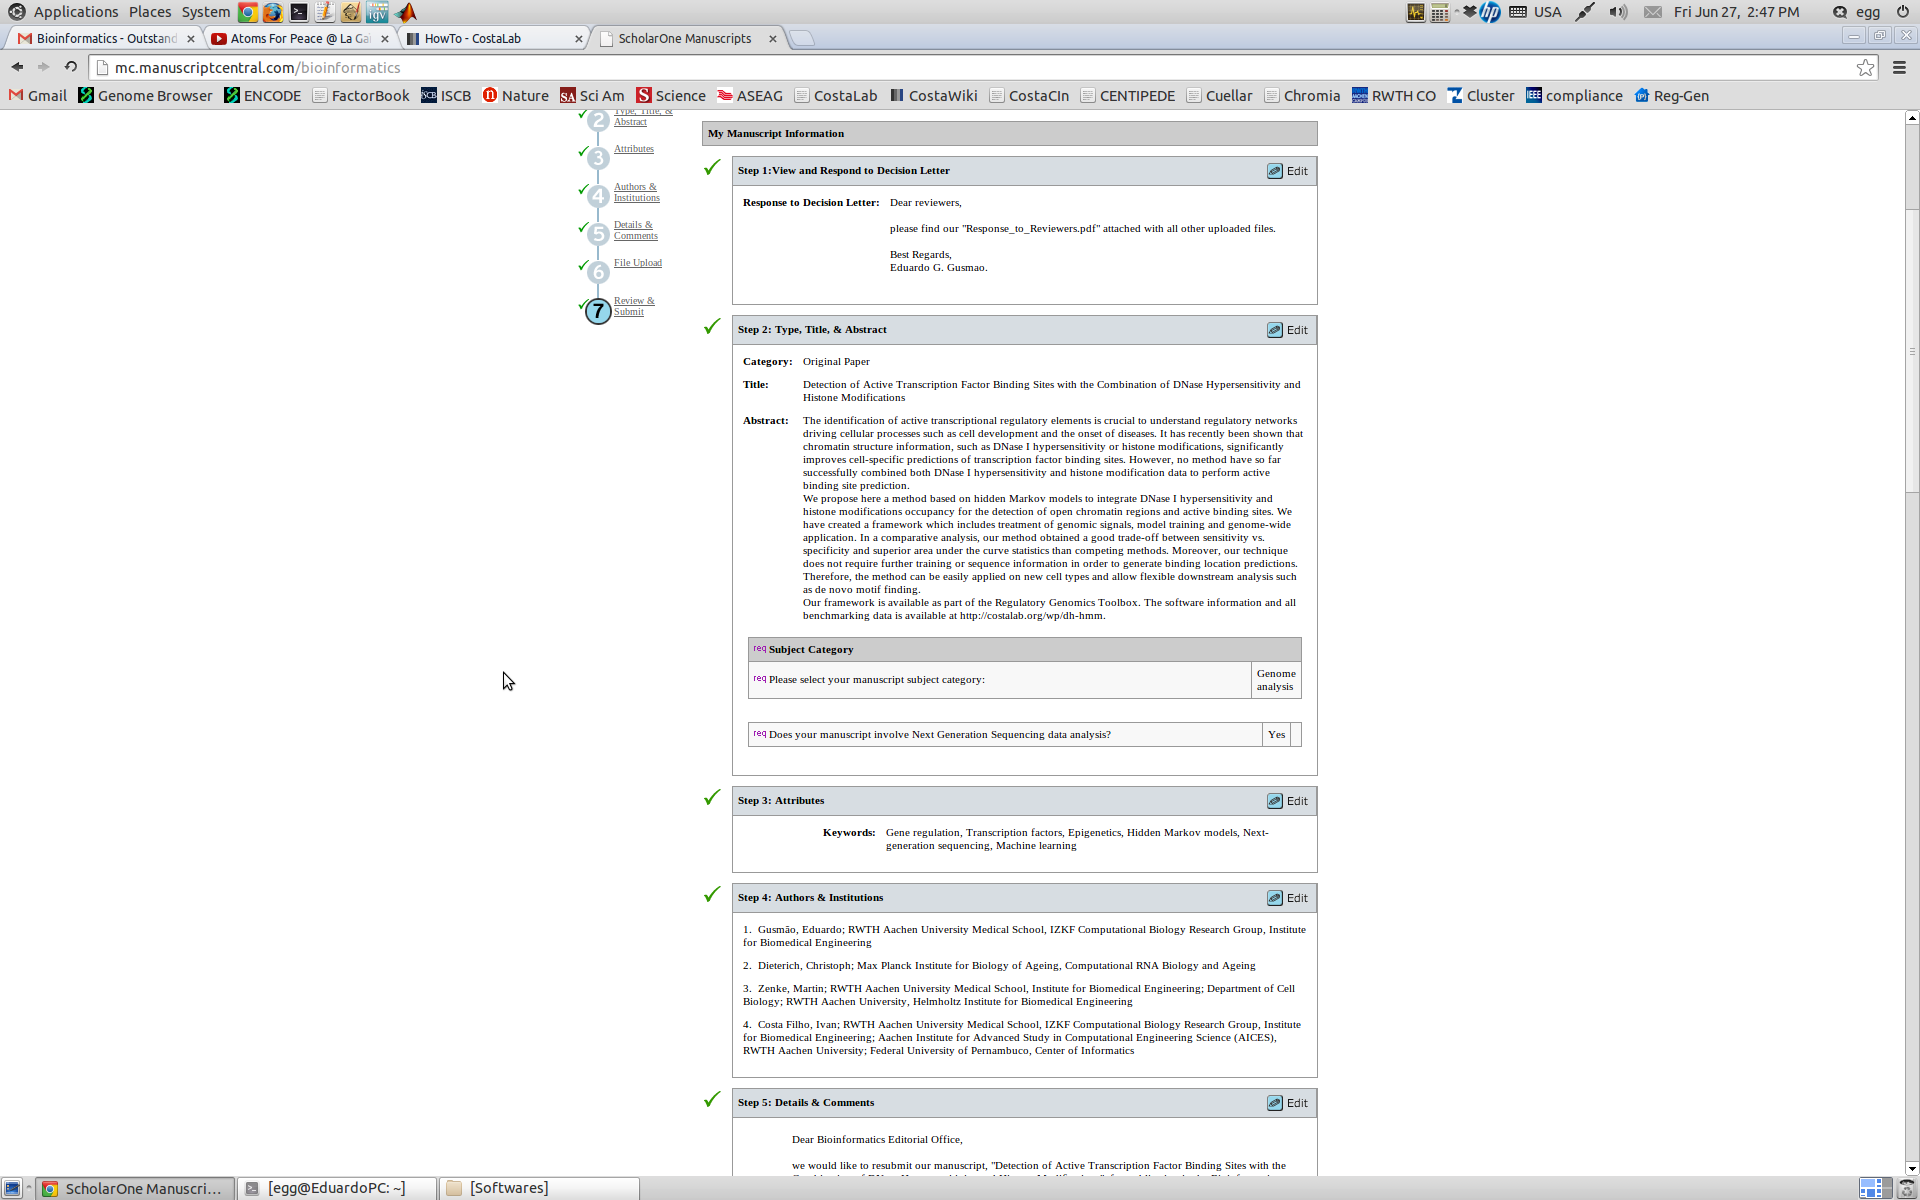 Applications Places System USA Fri Jun 27, 2:47 PM egg
Bioinformatics - Outstand Atoms For Peace @ La Ga HowTo - CostaLab ScholarOne Manuscripts
mc.manuscriptcentral.com/bioinformatics
Gmail Genome Browser ENCODE FactorBook ISCB Nature Sci Am Science ASEAG CostaLab CostaWiki CostaCIn CENTIPEDE Cuellar Chromia RWTH CO Cluster compliance Reg-Gen
2 Type, Title, &
Abstract
3 Attributes
4 Authors &
Institutions
5 Details &
Comments
6 File Upload
7 Review &
Submit
My Manuscript Information
Step 1:View and Respond to Decision Letter Edit
Response to Decision Letter: Dear reviewers,
please find our "Response_to_Reviewers.pdf" attached with all other uploaded files.
Best Regards,
Eduardo G. Gusmao.
Step 2: Type, Title, & Abstract Edit
Category: Original Paper
Title: Detection of Active Transcription Factor Binding Sites with the Combination of DNase Hypersensitivity and
Histone Modifications
Abstract: The identification of active transcriptional regulatory elements is crucial to understand regulatory networks
driving cellular processes such as cell development and the onset of diseases. It has recently been shown that
chromatin structure information, such as DNase I hypersensitivity or histone modifications, significantly
improves cell-specific predictions of transcription factor binding sites. However, no method have so far
successfully combined both DNase I hypersensitivity and histone modification data to perform active
binding site prediction.
We propose here a method based on hidden Markov models to integrate DNase I hypersensitivity and
histone modifications occupancy for the detection of open chromatin regions and active binding sites. We
have created a framework which includes treatment of genomic signals, model training and genome-wide
application. In a comparative analysis, our method obtained a good trade-off between sensitivity vs.
specificity and superior area under the curve statistics than competing methods. Moreover, our technique
does not require further training or sequence information in order to generate binding location predictions.
Therefore, the method can be easily applied on new cell types and allow flexible downstream analysis such
as de novo motif finding.
Our framework is available as part of the Regulatory Genomics Toolbox. The software information and all
benchmarking data is available at http://costalab.org/wp/dh-hmm.
req Subject Category
req Please select your manuscript subject category: Genome
analysis
req Does your manuscript involve Next Generation Sequencing data analysis? Yes
Step 3: Attributes Edit
Keywords: Gene regulation, Transcription factors, Epigenetics, Hidden Markov models, Next-
generation sequencing, Machine learning
Step 4: Authors & Institutions Edit
1. Gusmão, Eduardo; RWTH Aachen University Medical School, IZKF Computational Biology Research Group, Institute
for Biomedical Engineering
2. Dieterich, Christoph; Max Planck Institute for Biology of Ageing, Computational RNA Biology and Ageing
3. Zenke, Martin; RWTH Aachen University Medical School, Institute for Biomedical Engineering; Department of Cell
Biology; RWTH Aachen University, Helmholtz Institute for Biomedical Engineering
4. Costa Filho, Ivan; RWTH Aachen University Medical School, IZKF Computational Biology Research Group, Institute
for Biomedical Engineering; Aachen Institute for Advanced Study in Computational Engineering Science (AICES),
RWTH Aachen University; Federal University of Pernambuco, Center of Informatics
Step 5: Details & Comments Edit
Dear Bioinformatics Editorial Office,
we would like to resubmit our manuscript, "Detection of Active Transcription Factor Binding Sites with the
ScholarOne Manuscri... [egg@EduardoPC: ~] [Softwares]